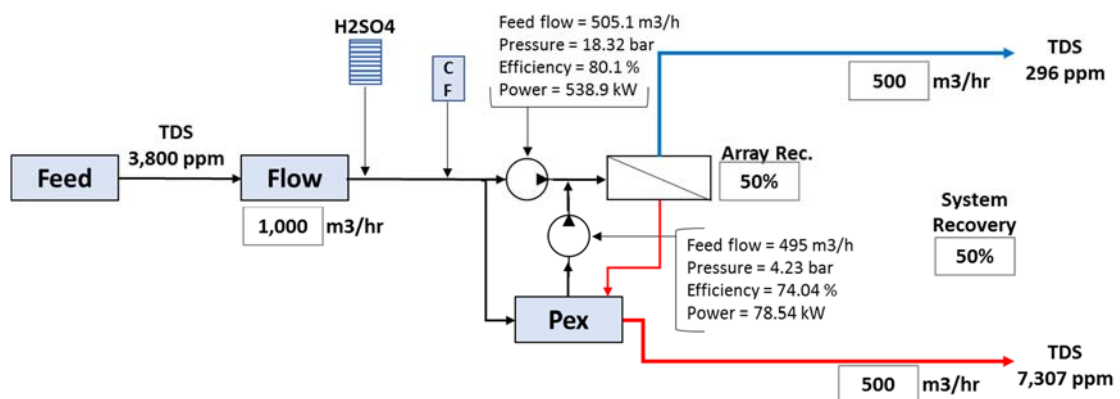 H2SO4
C
F
Feed flow = 505.1 m3/h
Pressure = 18.32 bar
Efficiency = 80.1 %
Power = 538.9 kW
TDS
296 ppm
500 m3/hr
TDS
3,800 ppm
Feed
Flow
1,000 m3/hr
Array Rec.
50%
System
Recovery
50%
Feed flow = 495 m3/h
Pressure = 4.23 bar
Efficiency = 74.04 %
Power = 78.54 kW
Pex
500 m3/hr
TDS
7,307 ppm